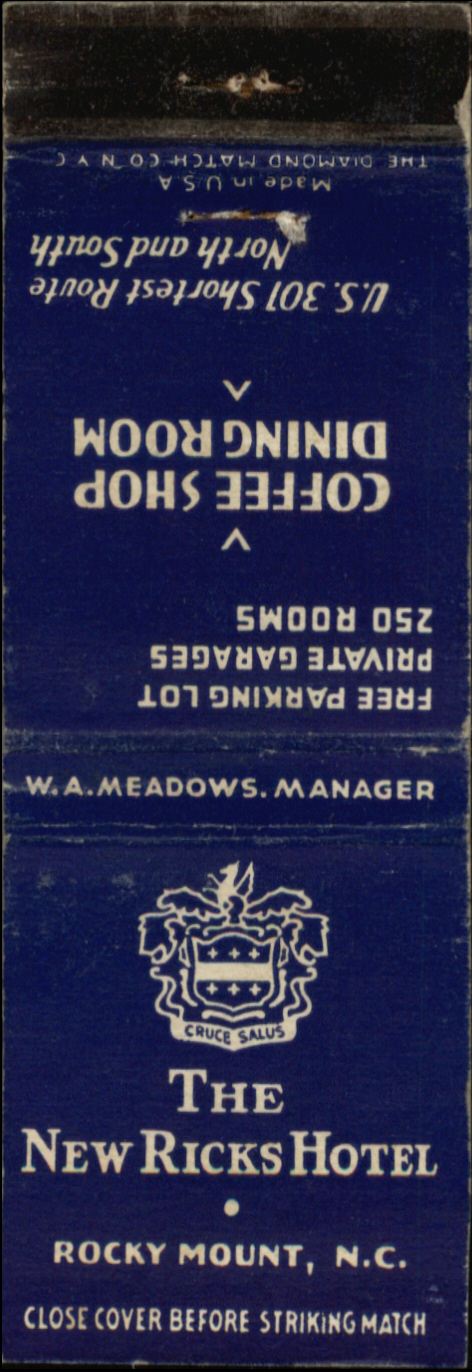 FREE PARKING LOT
PRIVATE GARAGES
250 ROOMS
COFFEE SHOP
DINING ROOM
U.S. 301 Shortest Route
North and South
Made in U S A
THE DIAMOND MATCH CO N Y C
W.A.MEADOWS. MANAGER
CRUCE SALUS
THE
NEW RICKS HOTEL
ROCKY MOUNT, N.C.
CLOSE COVER BEFORE STRIKING MATCH